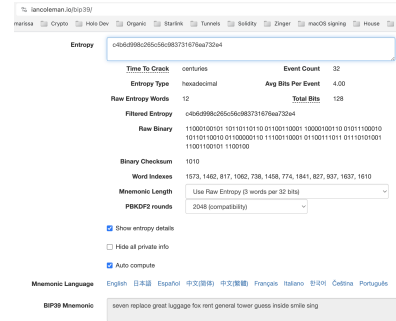 iancoleman.io/bip39/
marissa Crypto Holo Dev Organic Starlink Tunnels Solidity Zinger macOS signing House
Entropy c4b6d998c265c56c983731676ea732e4
Time To Crack centuries Event Count 32
Entropy Type hexadecimal Avg Bits Per Event 4.00
Raw Entropy Words 12 Total Bits 128
Filtered Entropy c4b6d998c265c56c983731676ea732e4
Raw Binary 11000100101 10110110110 01100110001 10000100110 01011100010
10110110010 01100000110 11100110001 01100111011 01110101001
11001100101 1100100
Binary Checksum 1010
Word Indexes 1573, 1462, 817, 1062, 738, 1458, 774, 1841, 827, 937, 1637, 1610
Mnemonic Length Use Raw Entropy (3 words per 32 bits)
PBKDF2 rounds 2048 (compatibility)
Show entropy details
Hide all private info
Auto compute
Mnemonic Language English 日本語 Español 中文(简体) 中文(繁體) Français Italiano 한국어 Čeština Português
BIP39 Mnemonic seven replace great luggage fox rent general tower guess inside smile sing